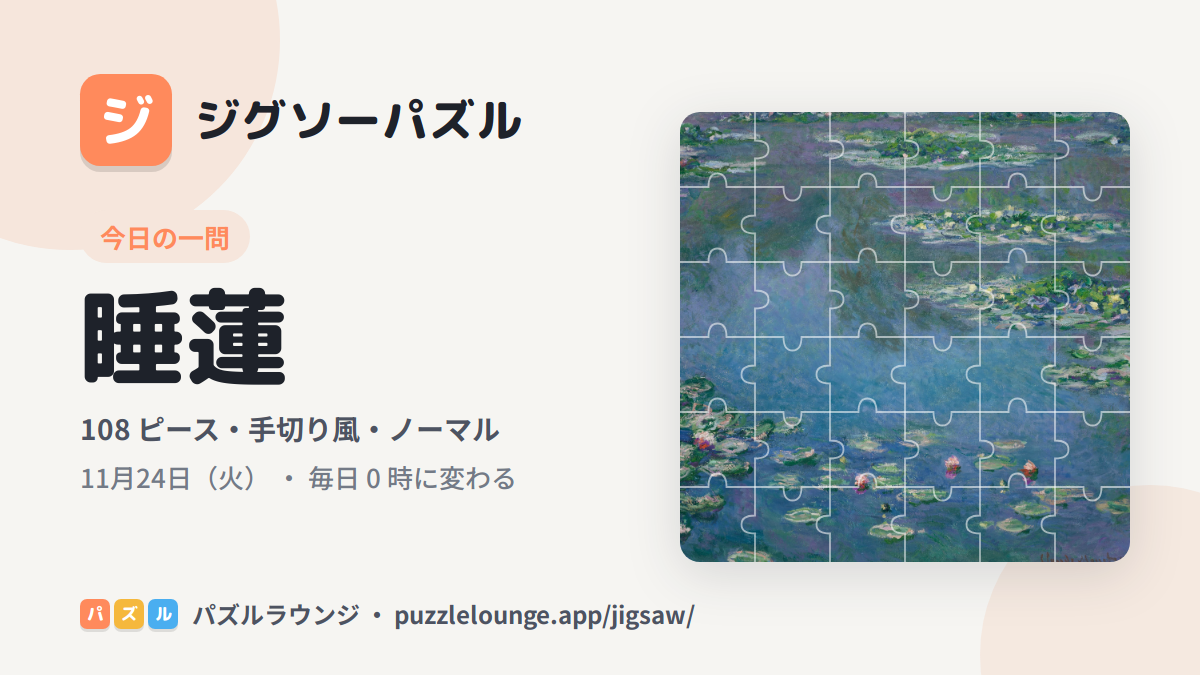 ジ
ジグソーパズル
今日の一問
睡蓮
108 ピース・手切り風・ノーマル
11月24日（火） ・ 毎日 0 時に変わる
パズル パズルラウンジ ・ puzzlelounge.app/jigsaw/